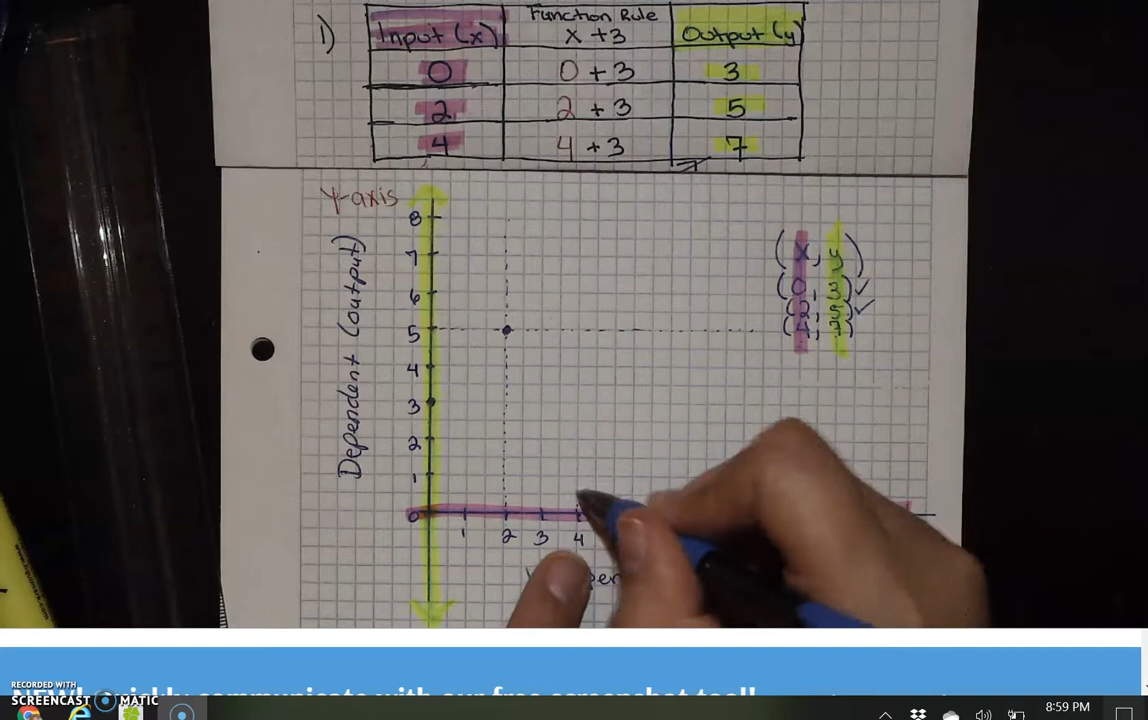 1)
Input (x) Function Rule x + 3 Output (y)
0 0 + 3 3
2 2 + 3 5
4 4 + 3 7
Y-axis
Dependent (output)
8
7
6
5
4
3
2
1
0
1 2 3 4
(x, y)
(0, 3) ✓
(2, 5) ✓
RECORDED WITH
SCREENCAST MATIC
8:59 PM